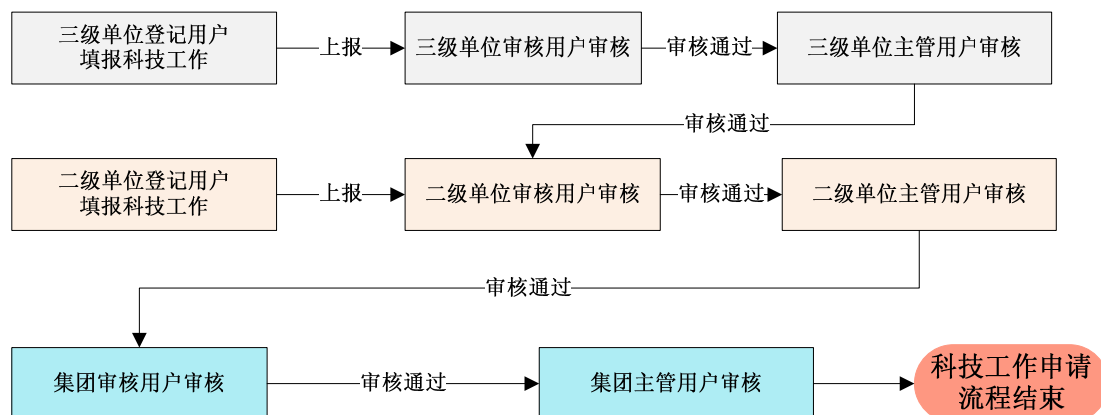 三级单位登记用户
填报科技工作
上报
三级单位审核用户审核
审核通过
三级单位主管用户审核
审核通过
二级单位登记用户
填报科技工作
上报
二级单位审核用户审核
审核通过
二级单位主管用户审核
审核通过
集团审核用户审核
审核通过
集团主管用户审核
科技工作申请
流程结束